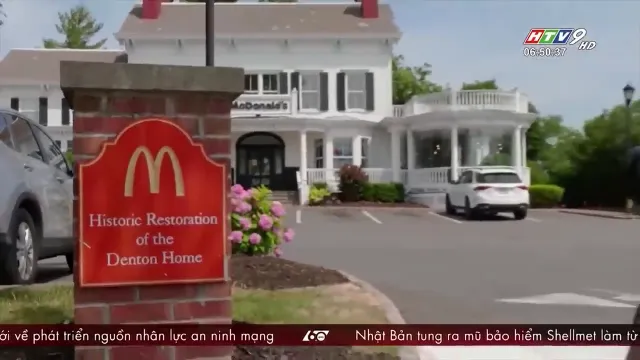 HTV9 HD
06:50:37
McDonald's
Historic Restoration
of the
Denton Home
ới về phát triển nguồn nhân lực an ninh mạng
60
Nhật Bản tung ra mũ bảo hiểm Shellmet làm từ